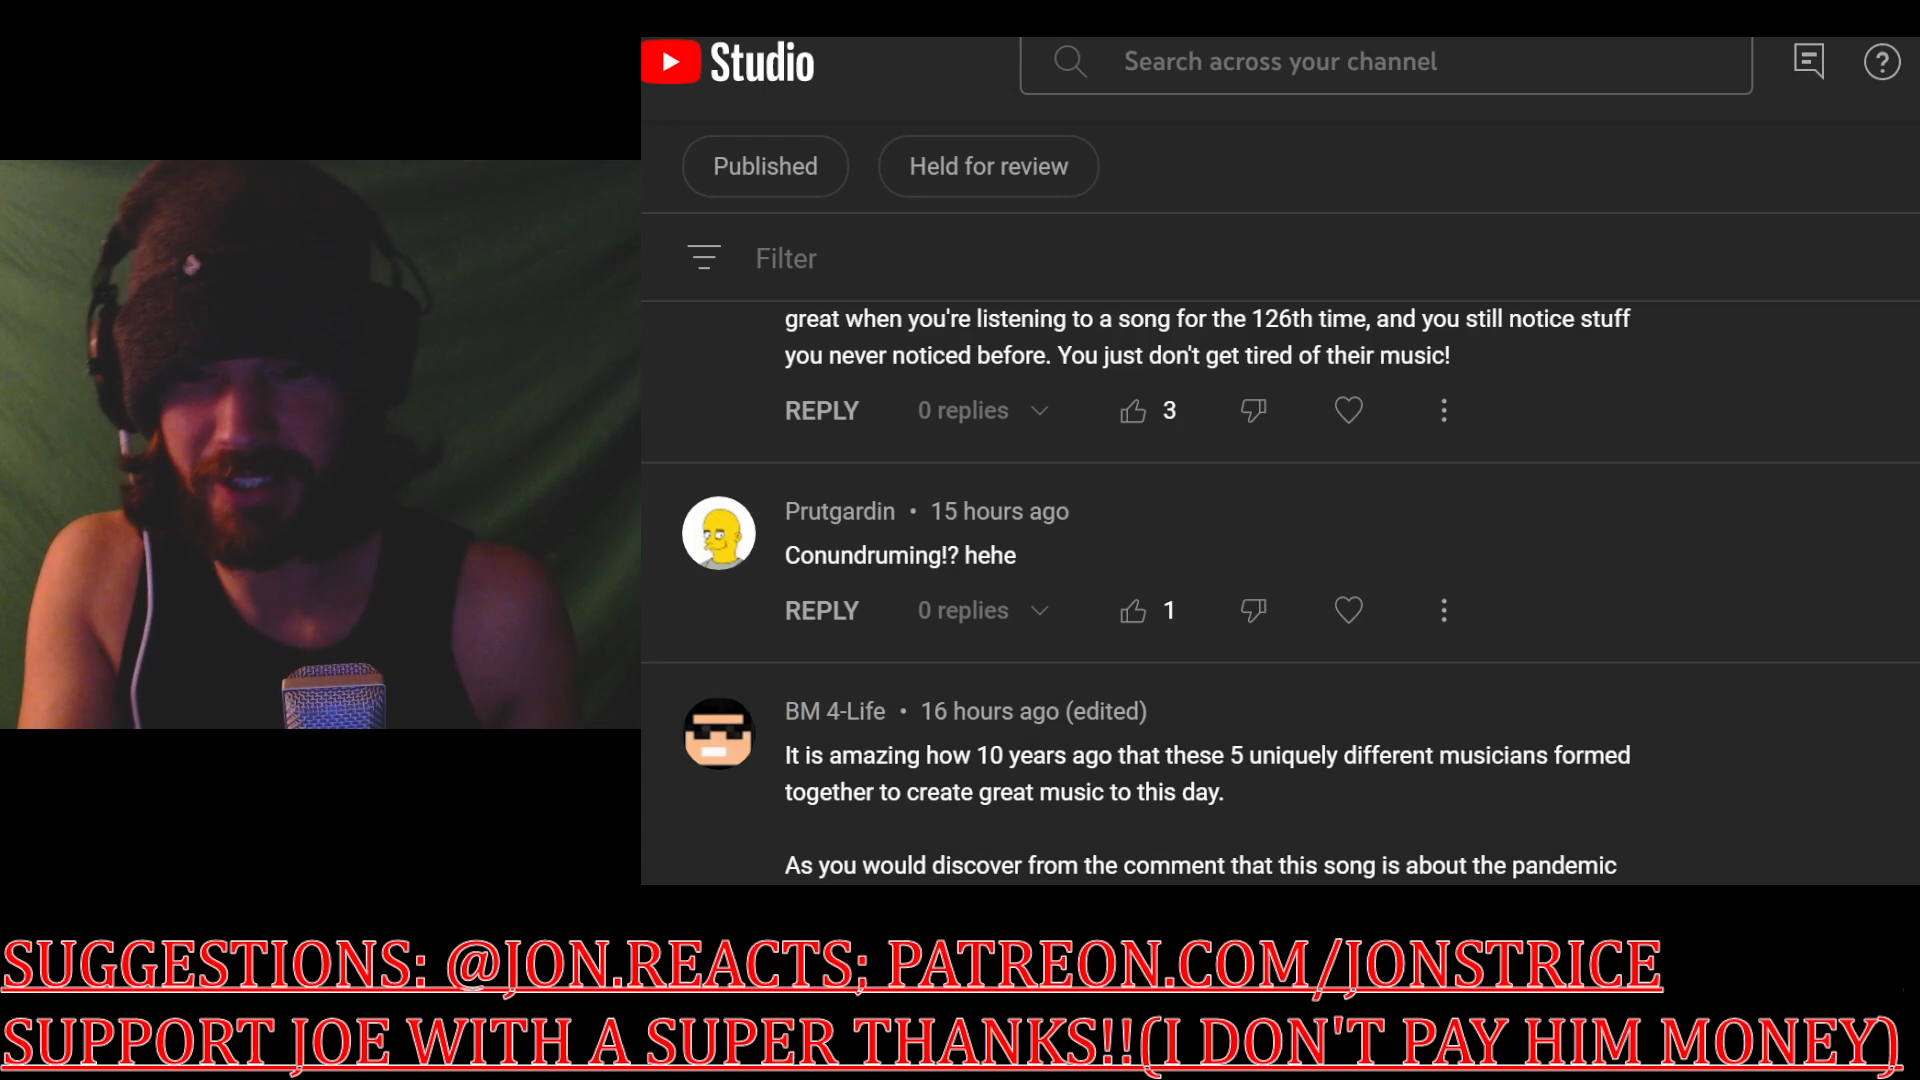 Studio
Search across your channel
Published
Held for review
Filter
great when you're listening to a song for the 126th time, and you still notice stuff
you never noticed before. You just don't get tired of their music!
REPLY 0 replies 3
Prutgardin • 15 hours ago
Conundruming!? hehe
REPLY 0 replies 1
BM 4-Life • 16 hours ago (edited)
It is amazing how 10 years ago that these 5 uniquely different musicians formed
together to create great music to this day.
As you would discover from the comment that this song is about the pandemic
SUGGESTIONS: @JON.REACTS; PATREON.COM/JONSTRICE
SUPPORT JOE WITH A SUPER THANKS!!(I DON'T PAY HIM MONEY)